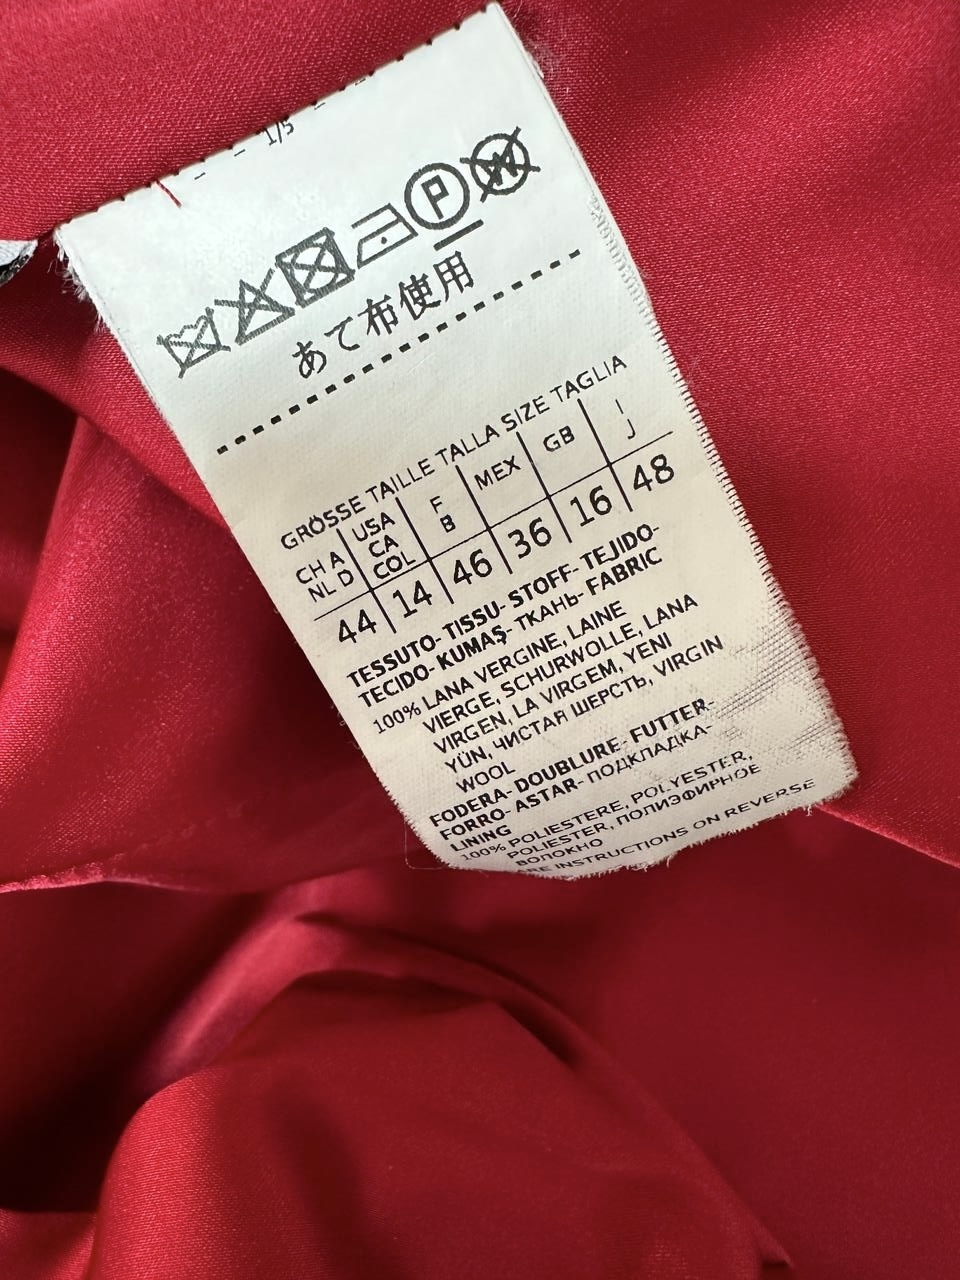 1/5
P W
あて布使用
GRÖSSE TAILLE TALLA SIZE TAGLIA
CH A NL D | USA CA COL | F B | MEX | GB | I J
44 | 14 | 46 | 36 | 16 | 48
TESSUTO- TISSU- STOFF- TEJIDO-
TECIDO- KUMAŞ- ТКАНЬ- FABRIC
100% LANA VERGINE, LAINE
VIERGE, SCHURWOLLE, LANA
VIRGEN, LA VIRGEM, YENI
YÜN, ЧИСТАЯ ШЕРСТЬ, VIRGIN
WOOL
FODERA- DOUBLURE- FUTTER-
FORRO- ASTAR- ПОДКЛАДКА-
LINING
100% POLIESTERE, POLYESTER,
POLIESTER, ПОЛИЭФИРНОЕ
ВОЛОКНО
INSTRUCTIONS ON REVERSE